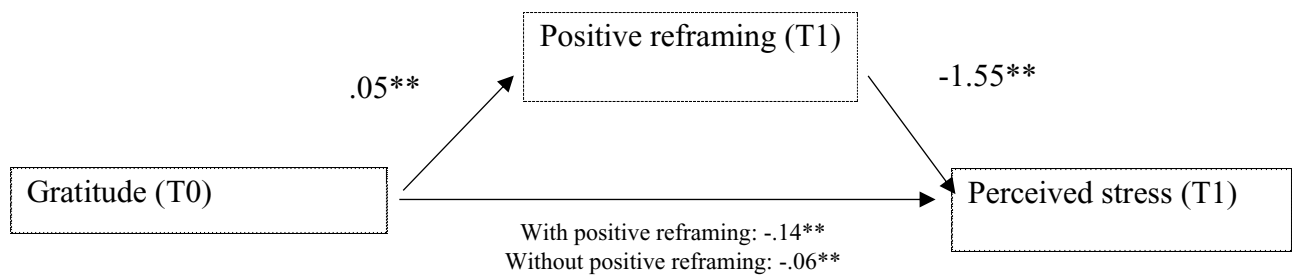 Positive reframing (T1)
.05**
-1.55**
Gratitude (T0)
Perceived stress (T1)
With positive reframing: -.14**
Without positive reframing: -.06**